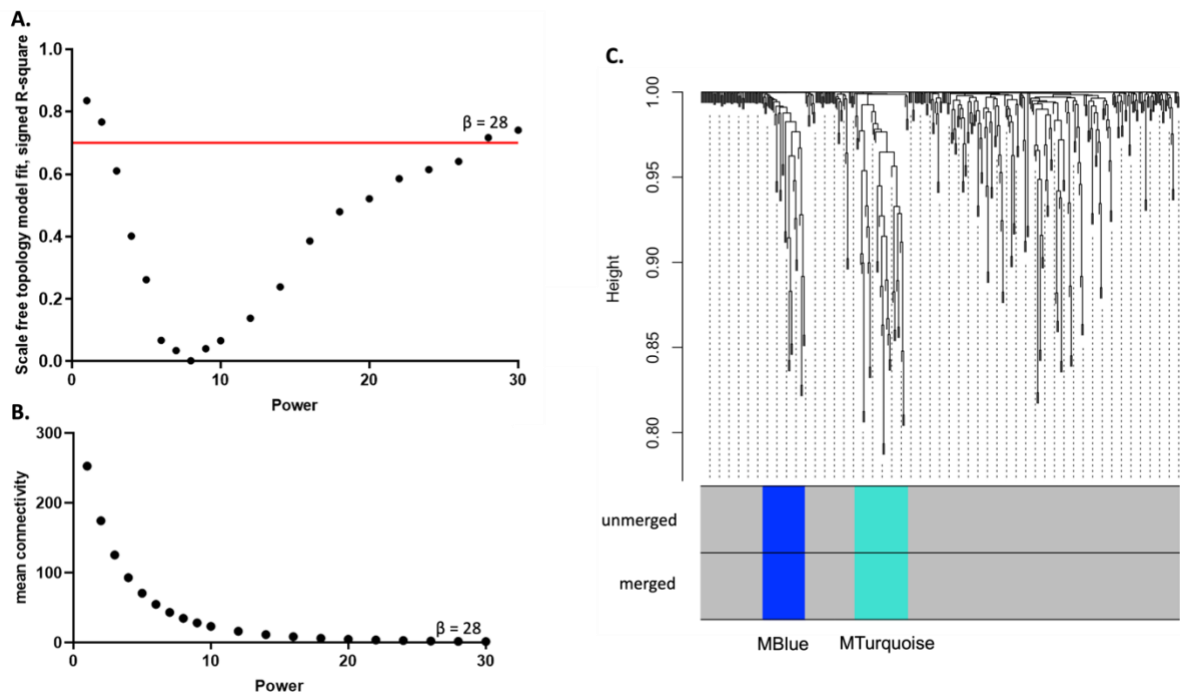 A.
Scale free topology model fit, signed R-square
1.0
0.8
0.6
0.4
0.2
0.0
β = 28
0
10
20
30
Power
B.
mean connectivity
300
200
100
0
β = 28
0
10
20
30
Power
C.
Height
1.00
0.95
0.90
0.85
0.80
unmerged
merged
MBlue
MTurquoise